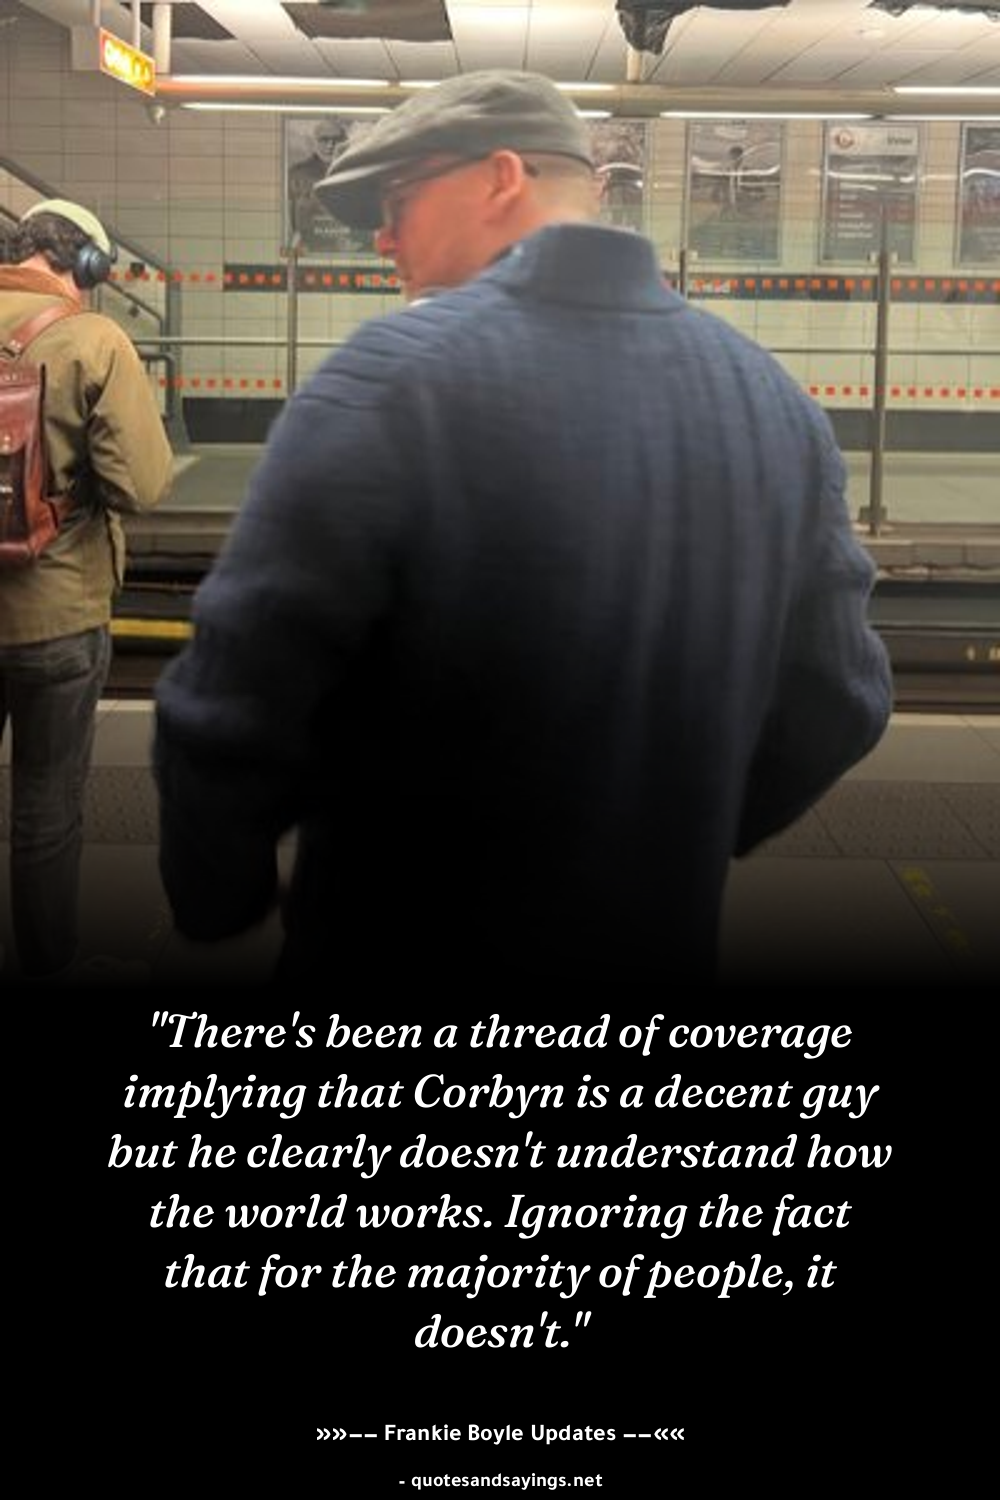 "There's been a thread of coverage
implying that Corbyn is a decent guy
but he clearly doesn't understand how
the world works. Ignoring the fact
that for the majority of people, it
doesn't."
»»−− Frankie Boyle Updates −−««
- quotesandsayings.net